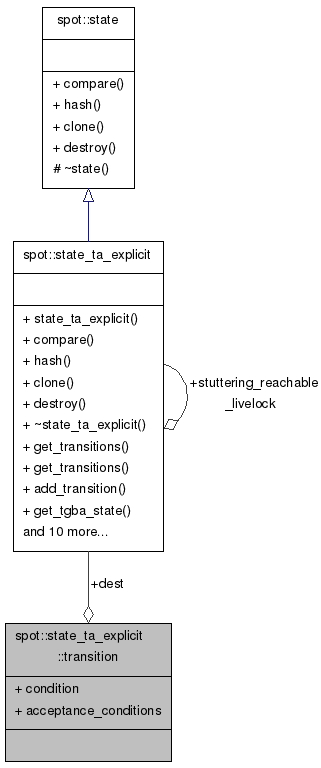 spot::state
+ compare()
+ hash()
+ clone()
+ destroy()
# ~state()
spot::state_ta_explicit
+ state_ta_explicit()
+ compare()
+ hash()
+ clone()
+ destroy()
+ ~state_ta_explicit()
+ get_transitions()
+ get_transitions()
+ add_transition()
+ get_tgba_state()
and 10 more...
+stuttering_reachable
_livelock
+dest
spot::state_ta_explicit
::transition
+ condition
+ acceptance_conditions